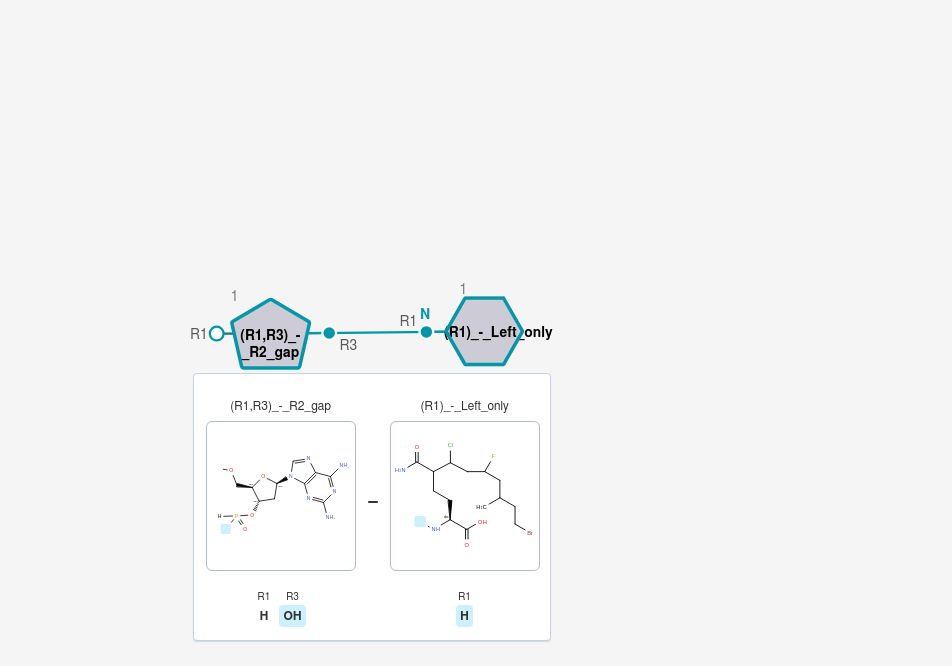 1
1
R1
(R1,R3)_-
_R2_gap
R3
R1
N
(R1)_-_Left_only
(R1,R3)_-_R2_gap
(R1)_-_Left_only
O
O
N
N
N
N
NH₂
NH₂
H
P
O
O
–
O
H₂N
Cl
F
H₃C
Br
NH
OH
O
R1
R3
H
OH
R1
H